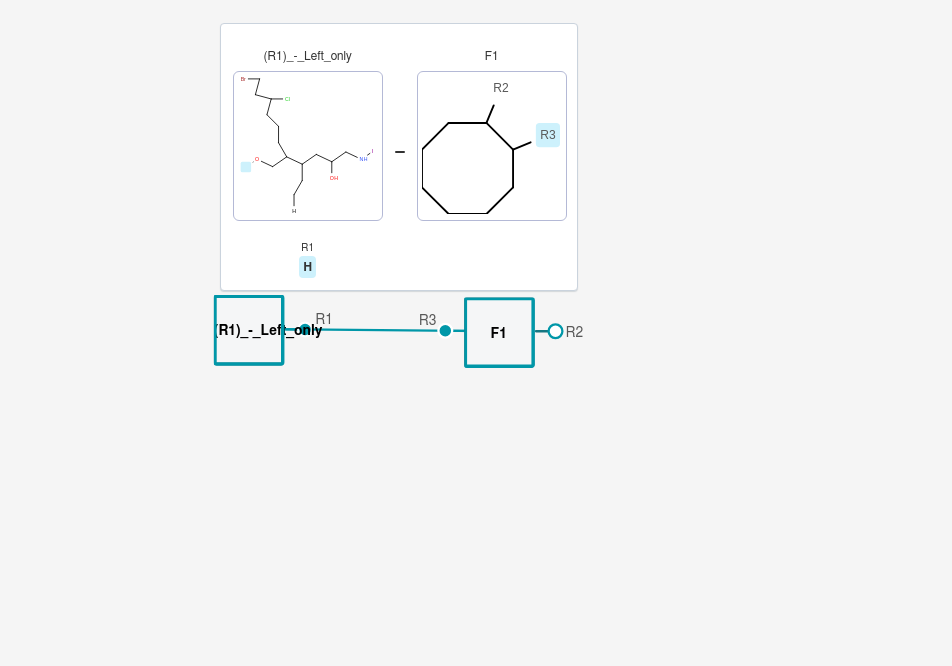 (R1)_-_Left_only
F1
Br
Cl
O
NH
I
OH
H
R2
R3
–
R1
H
(R1)_-_Left_only
R1
R3
F1
R2